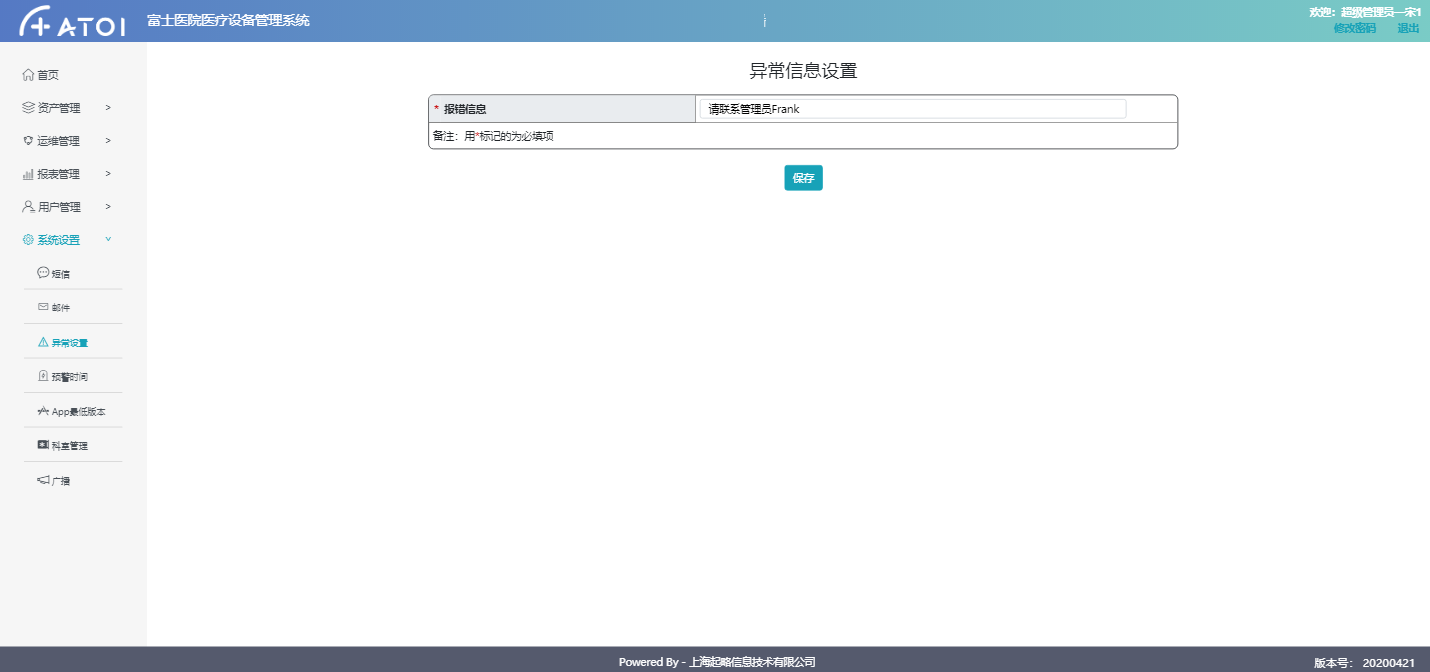 ATOI 富士医院医疗设备管理系统
欢迎：超级管理员—宋1
修改密码 退出
首页
资产管理 >
运维管理 >
报表管理 >
用户管理 >
系统设置 v
短信
邮件
异常设置
预警时间
App最低版本
科室管理
广播
异常信息设置
* 报错信息 请联系管理员Frank
备注：用*标记的为必填项
保存
Powered By - 上海起略信息技术有限公司
版本号： 20200421